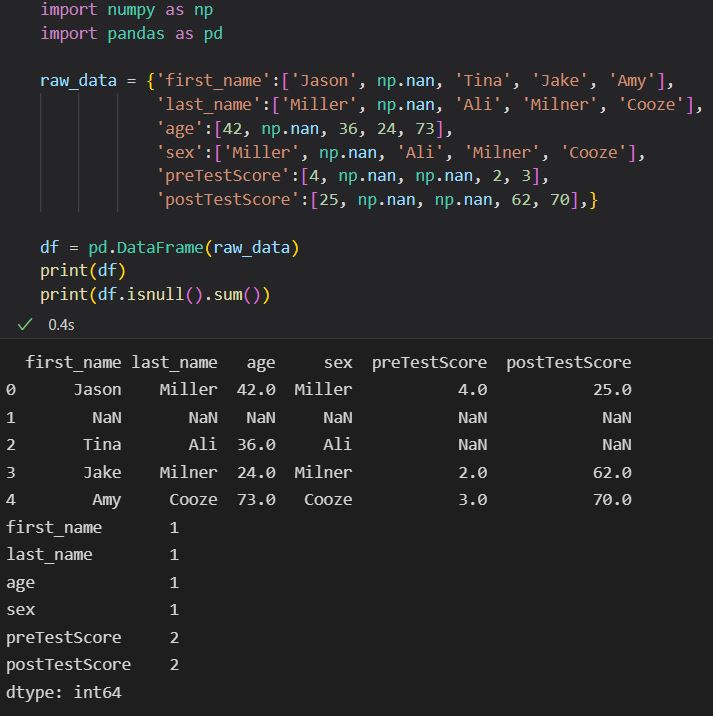 import numpy as np
import pandas as pd
raw_data = {'first_name':['Jason', np.nan, 'Tina', 'Jake', 'Amy'],
'last_name':['Miller', np.nan, 'Ali', 'Milner', 'Cooze'],
'age':[42, np.nan, 36, 24, 73],
'sex':['Miller', np.nan, 'Ali', 'Milner', 'Cooze'],
'preTestScore':[4, np.nan, np.nan, 2, 3],
'postTestScore':[25, np.nan, np.nan, 62, 70],}
df = pd.DataFrame(raw_data)
print(df)
print(df.isnull().sum())
0.4s
first_name last_name age sex preTestScore postTestScore
0 Jason Miller 42.0 Miller 4.0 25.0
1 NaN NaN NaN NaN NaN NaN
2 Tina Ali 36.0 Ali NaN NaN
3 Jake Milner 24.0 Milner 2.0 62.0
4 Amy Cooze 73.0 Cooze 3.0 70.0
first_name 1
last_name 1
age 1
sex 1
preTestScore 2
postTestScore 2
dtype: int64